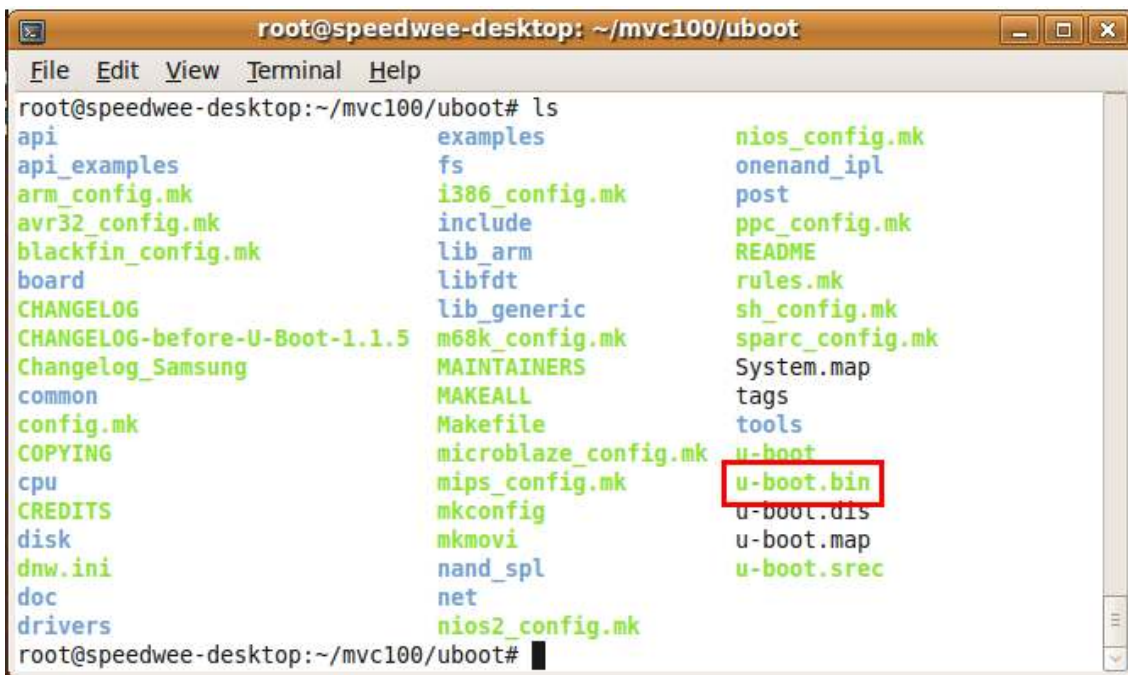 root@speedwee-desktop: ~/mvc100/uboot
File Edit View Terminal Help
root@speedwee-desktop:~/mvc100/uboot# ls
api examples nios_config.mk
api_examples fs onenand_ipl
arm_config.mk i386_config.mk post
avr32_config.mk include ppc_config.mk
blackfin_config.mk lib_arm README
board libfdt rules.mk
CHANGELOG lib_generic sh_config.mk
CHANGELOG-before-U-Boot-1.1.5 m68k_config.mk sparc_config.mk
Changelog_Samsung MAINTAINERS System.map
common MAKEALL tags
config.mk Makefile tools
COPYING microblaze_config.mk u-boot
cpu mips_config.mk u-boot.bin
CREDITS mkconfig u-boot.dis
disk mkmovi u-boot.map
dnw.ini nand_spl u-boot.srec
doc net
drivers nios2_config.mk
root@speedwee-desktop:~/mvc100/uboot#